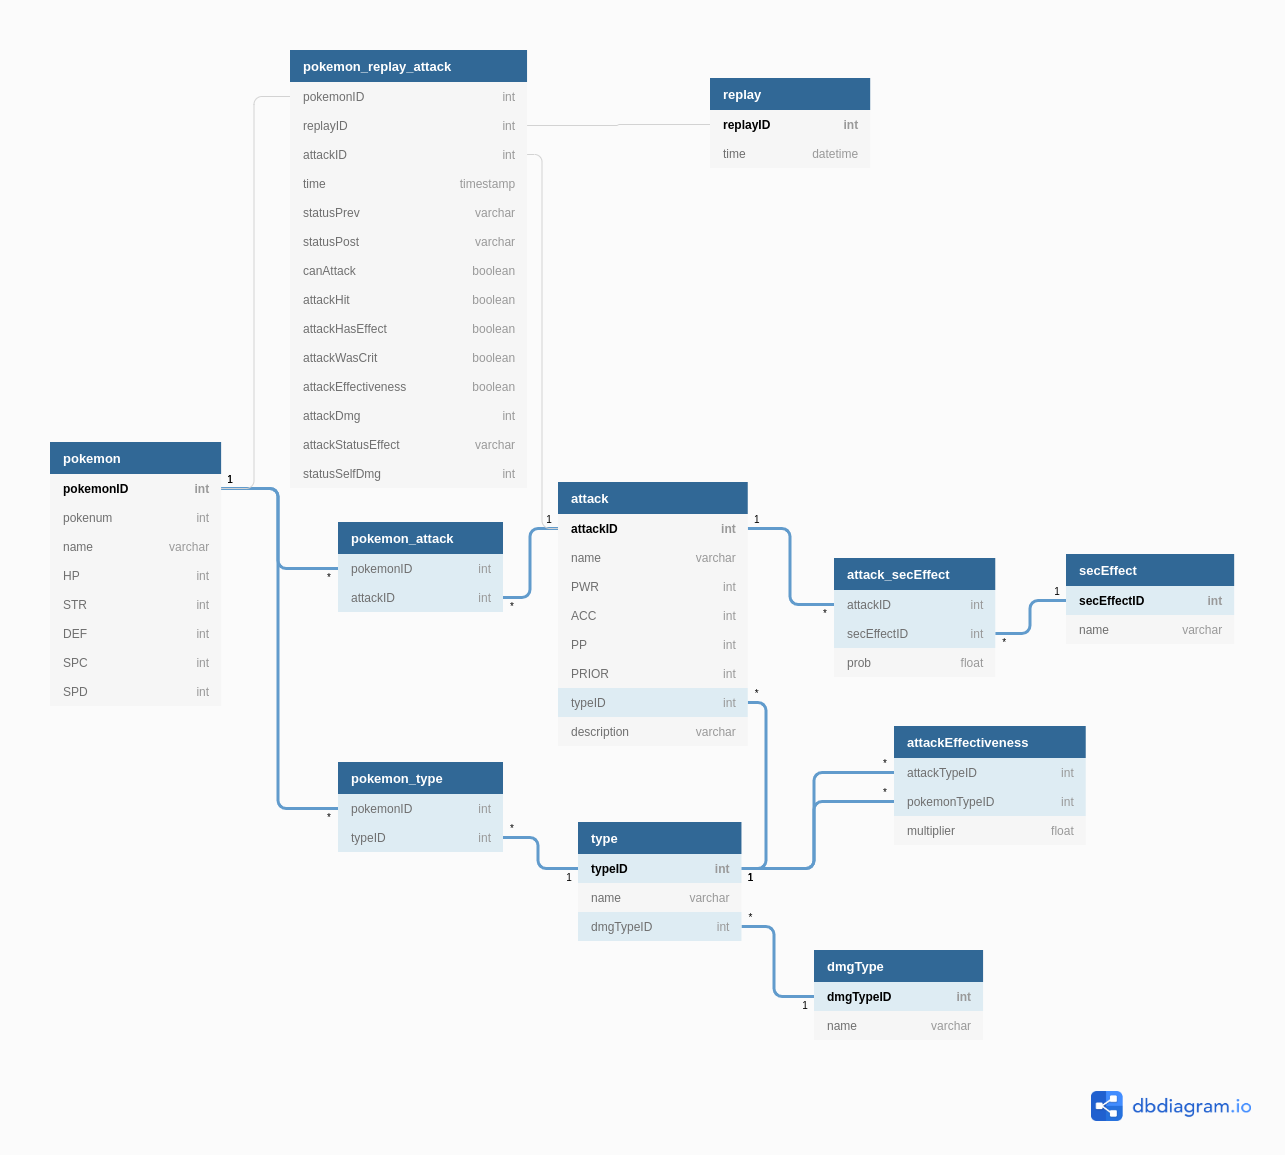 pokemon_replay_attack
pokemonID int
replayID int
attackID int
time timestamp
statusPrev varchar
statusPost varchar
canAttack boolean
attackHit boolean
attackHasEffect boolean
attackWasCrit boolean
attackEffectiveness boolean
attackDmg int
attackStatusEffect varchar
statusSelfDmg int
replay
replayID int
time datetime
pokemon
pokemonID int
pokenum int
name varchar
HP int
STR int
DEF int
SPC int
SPD int
1
pokemon_attack
pokemonID int
attackID int
*
*
attack
attackID int
name varchar
PWR int
ACC int
PP int
PRIOR int
typeID int
description varchar
1
1
*
attack_secEffect
attackID int
secEffectID int
prob float
*
*
secEffect
secEffectID int
name varchar
1
pokemon_type
pokemonID int
typeID int
*
*
attackEffectiveness
attackTypeID int
pokemonTypeID int
multiplier float
*
*
type
typeID int
name varchar
dmgTypeID int
1
1
*
dmgType
dmgTypeID int
name varchar
1
dbdiagram.io